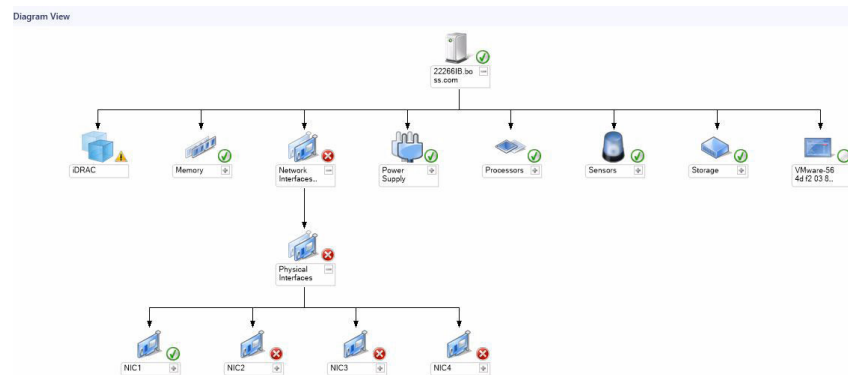 Diagram View
22266IB.bo
ss.com
iDRAC
Memory
Network
Interfaces...
Power
Supply
Processors
Sensors
Storage
VMware-56
4d f2 03 8...
Physical
Interfaces
NIC1
NIC2
NIC3
NIC4